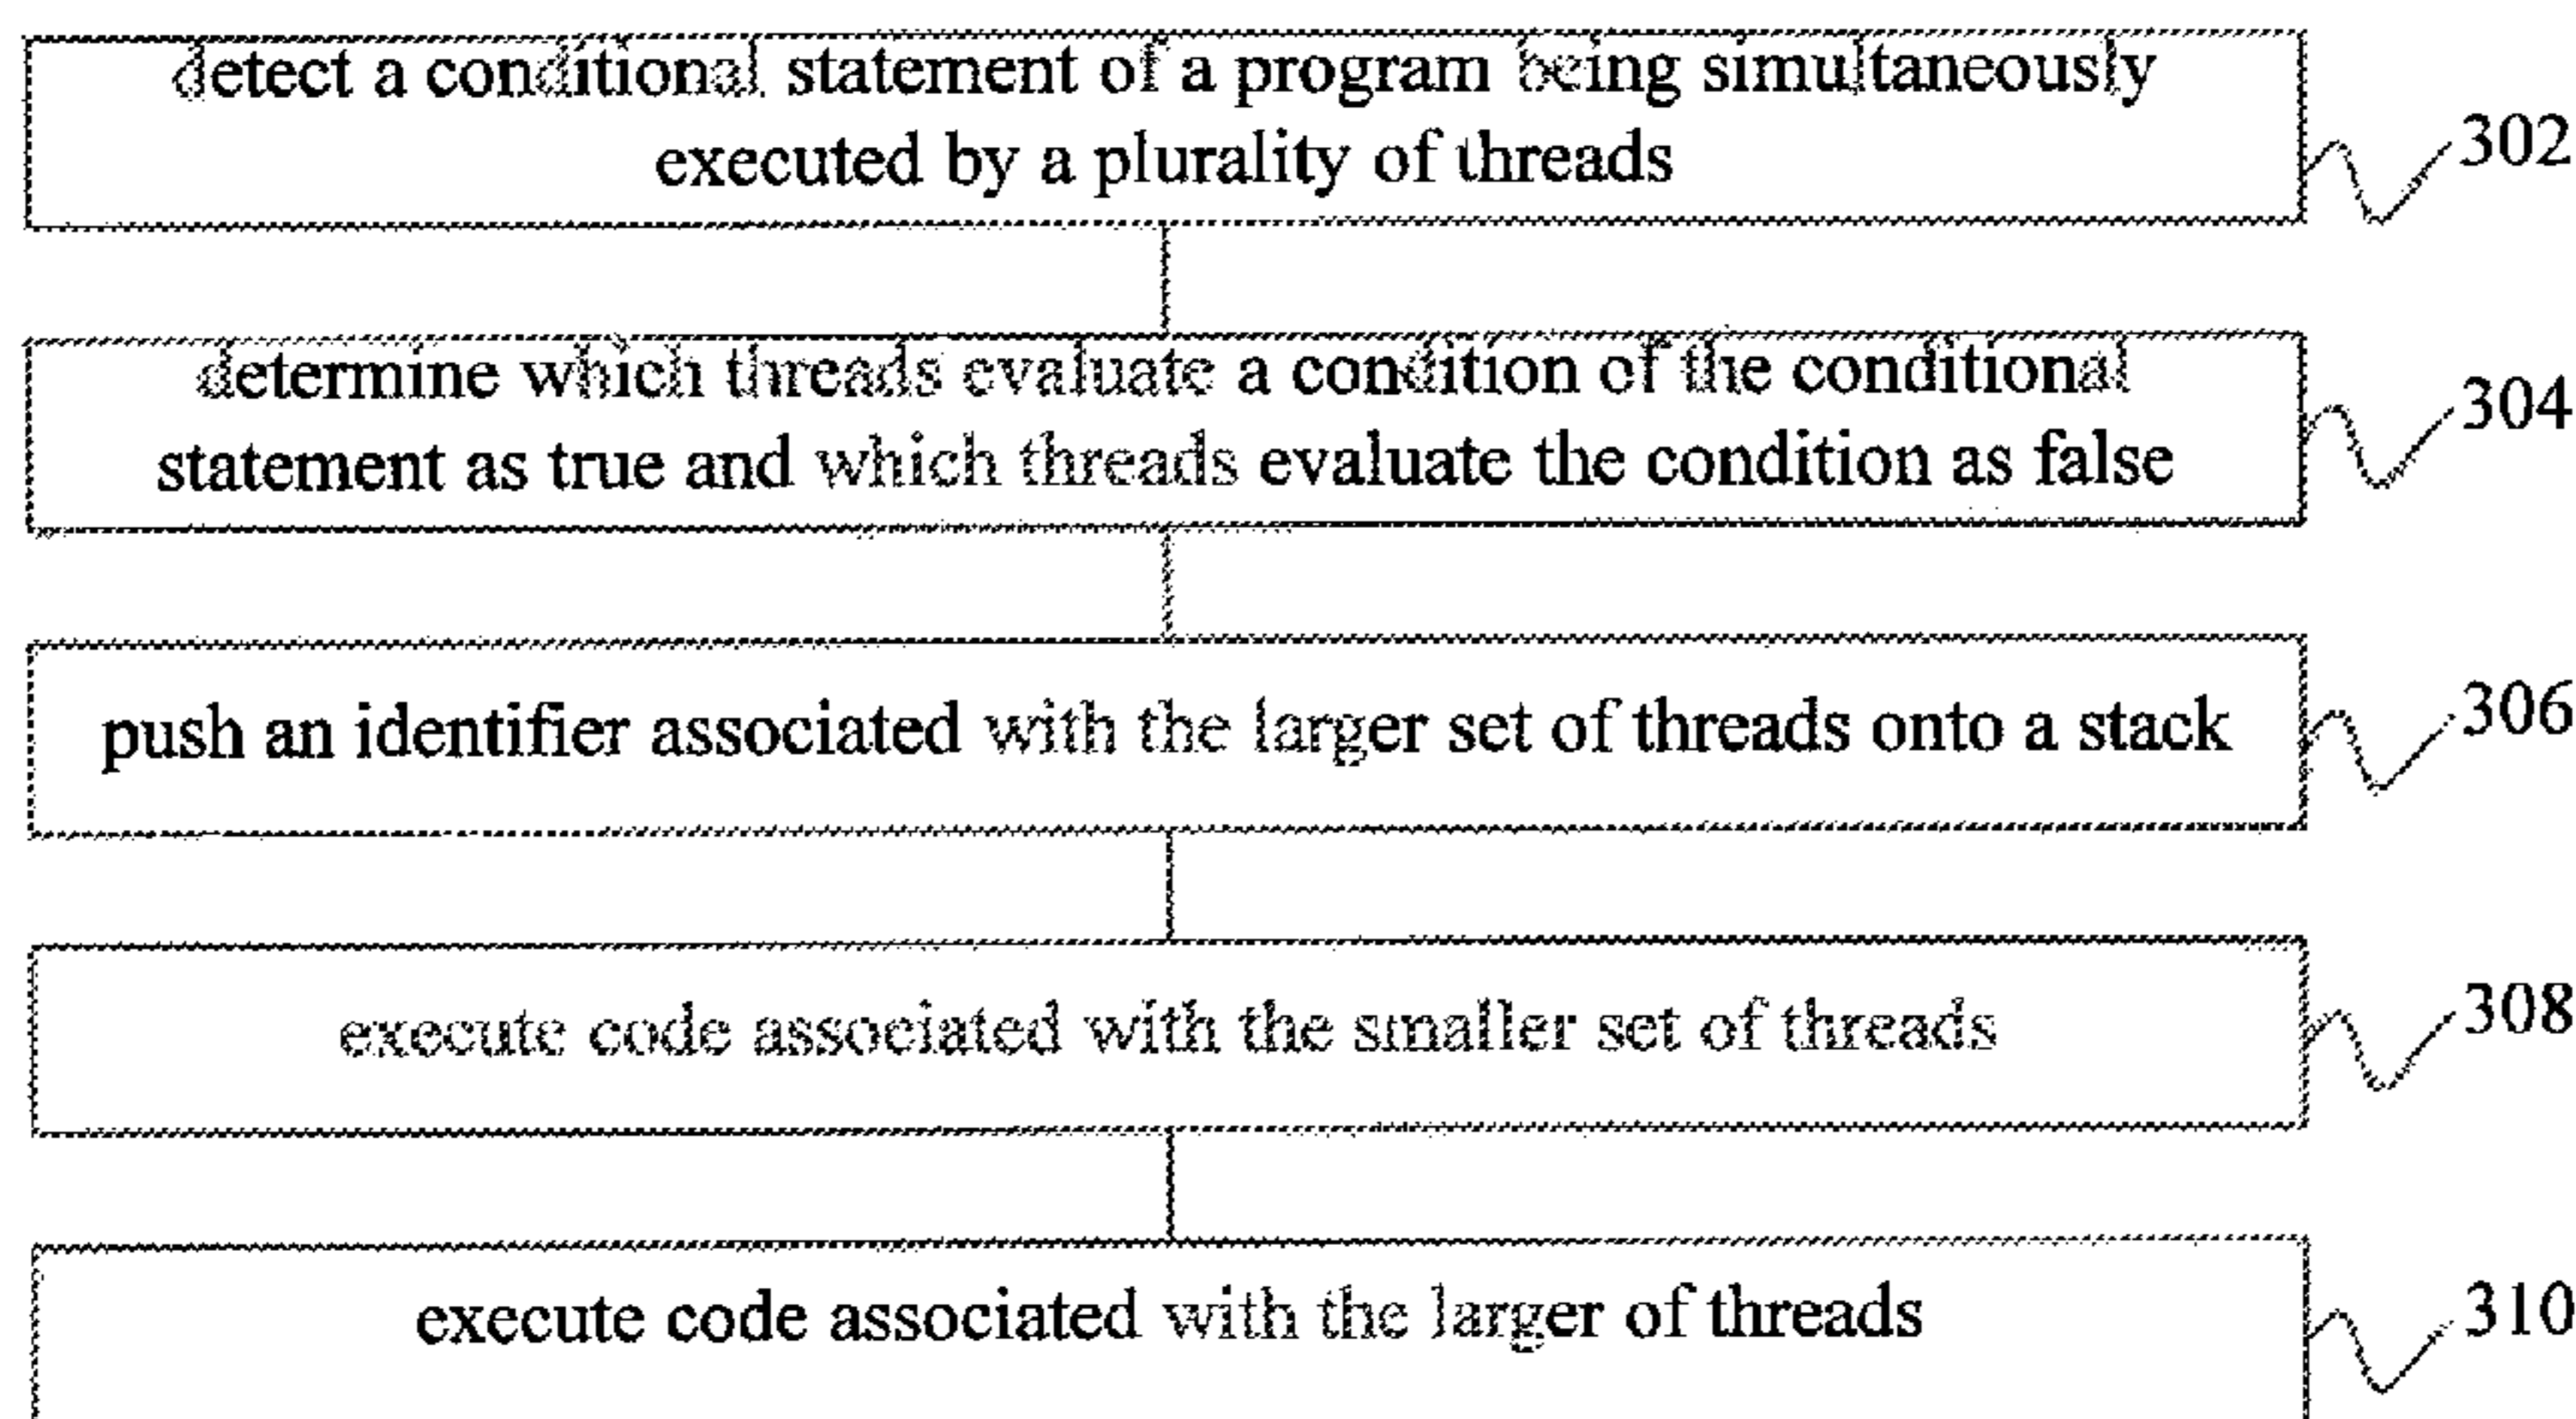 detect a conditional statement of a program being simultaneously
executed by a plurality of threads
302
determine which threads evaluate a condition of the conditional
statement as true and which threads evaluate the condition as false
304
push an identifier associated with the larger set of threads onto a stack
306
execute code associated with the smaller set of threads
308
execute code associated with the larger of threads
310